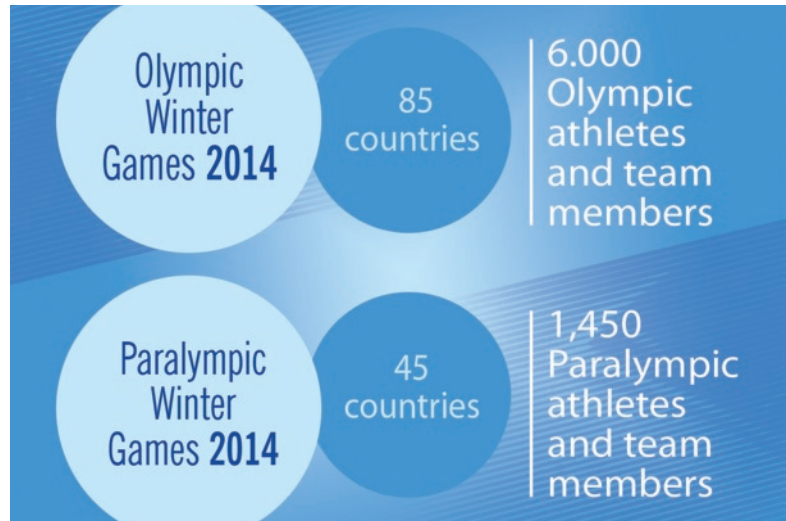 Olympic
Winter
Games 2014
85
countries
6.000
Olympic
athletes
and team
members
Paralympic
Winter
Games 2014
45
countries
1,450
Paralympic
athletes
and team
members